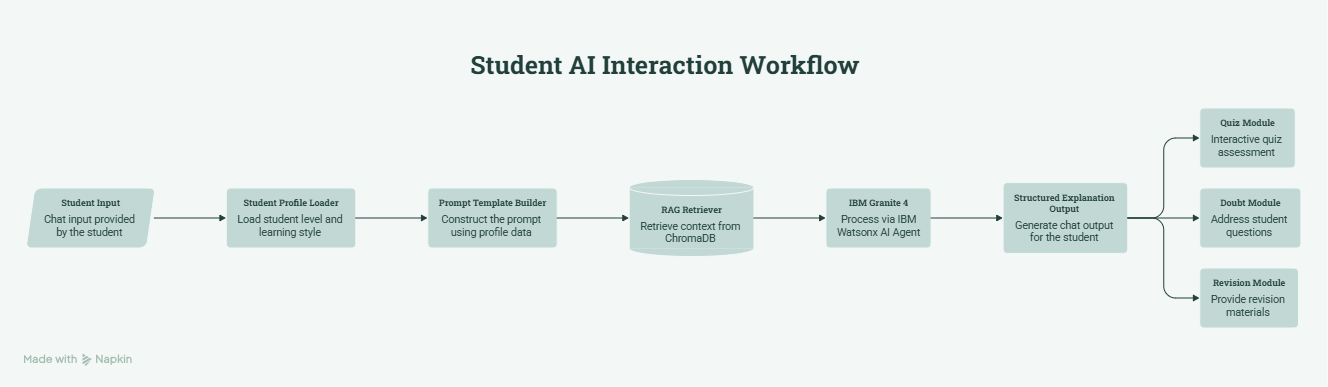 Student AI Interaction Workflow
Student Input
Chat input provided
by the student
Student Profile Loader
Load student level and
learning style
Prompt Template Builder
Construct the prompt
using profile data
RAG Retriever
Retrieve context from
ChromaDB
IBM Granite 4
Process via IBM
Watsonx AI Agent
Structured Explanation
Output
Generate chat output
for the student
Quiz Module
Interactive quiz
assessment
Doubt Module
Address student
questions
Revision Module
Provide revision
materials
Made with Napkin